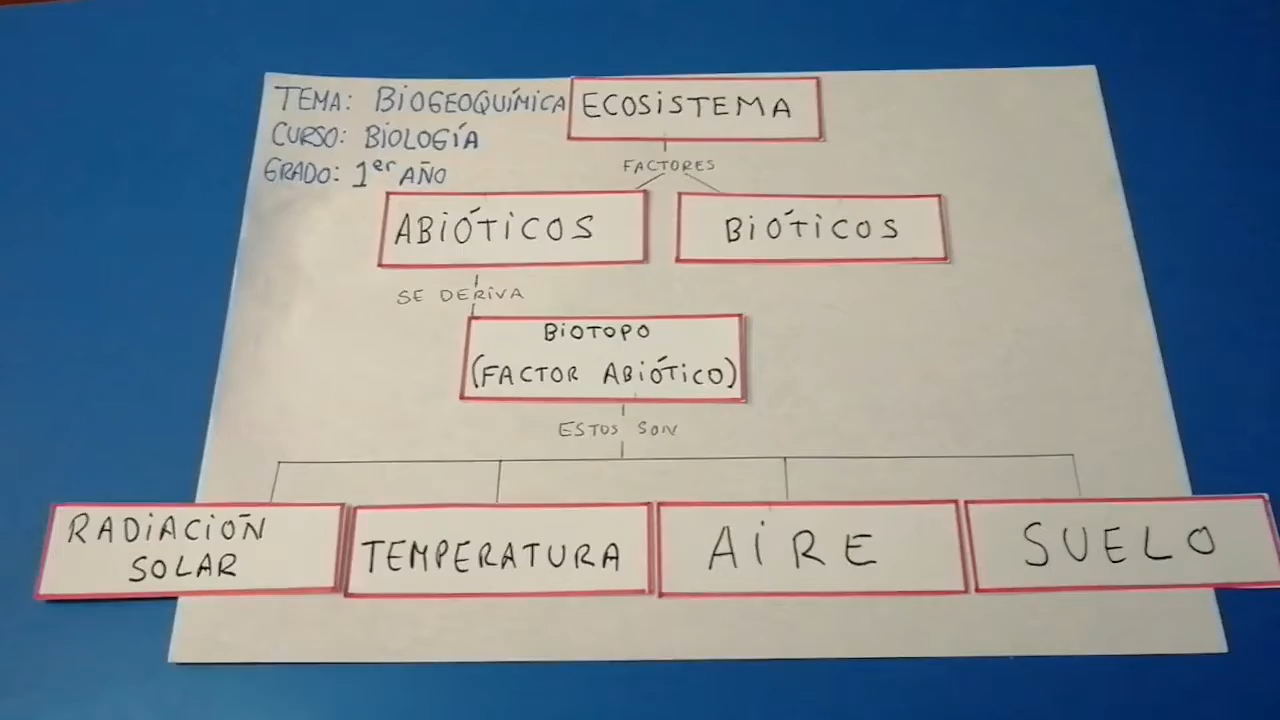 TEMA: BIOGEOQUÍMICA
CURSO: BIOLOGÍA
GRADO: 1er AÑO
ECOSISTEMA
FACTORES
ABIÓTICOS
BIÓTICOS
SE DERIVA
BIOTOPO
(FACTOR ABIÓTICO)
ESTOS SON
RADIACIÓN
SOLAR
TEMPERATURA
AIRE
SUELO